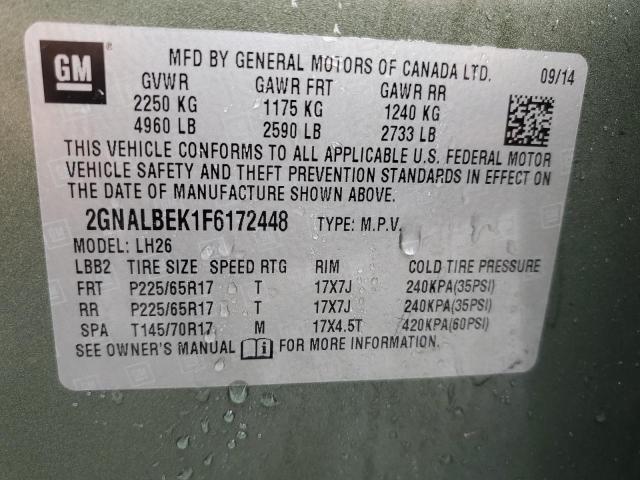 GM
MFD BY GENERAL MOTORS OF CANADA LTD. 09/14
GVWR GAWR FRT GAWR RR
2250 KG 1175 KG 1240 KG
4960 LB 2590 LB 2733 LB
THIS VEHICLE CONFORMS TO ALL APPLICABLE U.S. FEDERAL MOTOR
VEHICLE SAFETY AND THEFT PREVENTION STANDARDS IN EFFECT ON
THE DATE OF MANUFACTURE SHOWN ABOVE.
2GNALBEK1F6172448 TYPE: M.P.V.
MODEL: LH26
LBB2 TIRE SIZE SPEED RTG RIM COLD TIRE PRESSURE
FRT P225/65R17 T 17X7J 240KPA(35PSI)
RR P225/65R17 T 17X7J 240KPA(35PSI)
SPA T145/70R17 M 17X4.5T 420KPA(60PSI)
SEE OWNER'S MANUAL FOR MORE INFORMATION.